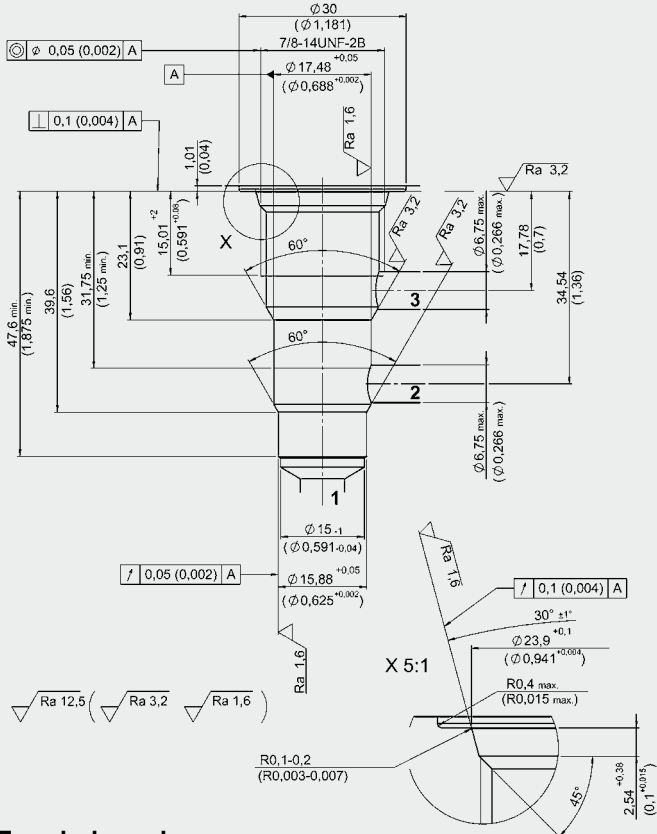 Ø30
(Ø1,181)
7/8-14UNF-2B
◎ ø 0,05 (0,002) A
Ø17,48 +0,05
(Ø0,688 +0,002)
A
⊥ 0,1 (0,004) A
1,01
(0,04)
Ra 1,6
Ra 3,2
Ra 3,2
Ra 3,2
X
60°
60°
47,6 min.
(1,875 min.)
39,6
(1,56)
31,75 min.
(1,25 min.)
23,1
(0,91)
15,01 +2
(0,591 +0,08)
Ø6,75 max.
(Ø0,266 max.)
17,78
(0,7)
34,54
(1,36)
3
2
Ø6,75 max.
(Ø0,266 max.)
1
Ø15 -1
(Ø0,591-0,04)
↗ 0,05 (0,002) A
Ø15,88 +0,05
(Ø0,625 +0,002)
Ra 1,6
Ra 1,6
↗ 0,1 (0,004) A
30° ±1°
Ø23,9 +0,1
(Ø0,941 +0,004)
X 5:1
R0,4 max.
(R0,015 max.)
Ra 12,5 ( Ra 3,2 Ra 1,6 )
R0,1-0,2
(R0,003-0,007)
45°
2,54 +0,38
(0,1 +0,015)